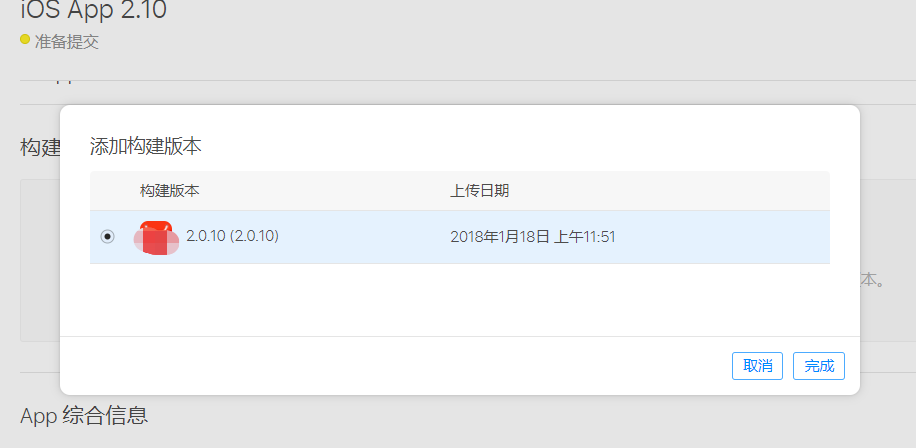 iOS App 2.10
准备提交
构建
添加构建版本
构建版本 上传日期
2.0.10 (2.0.10) 2018年1月18日 上午11:51
本。
取消 完成
App 综合信息